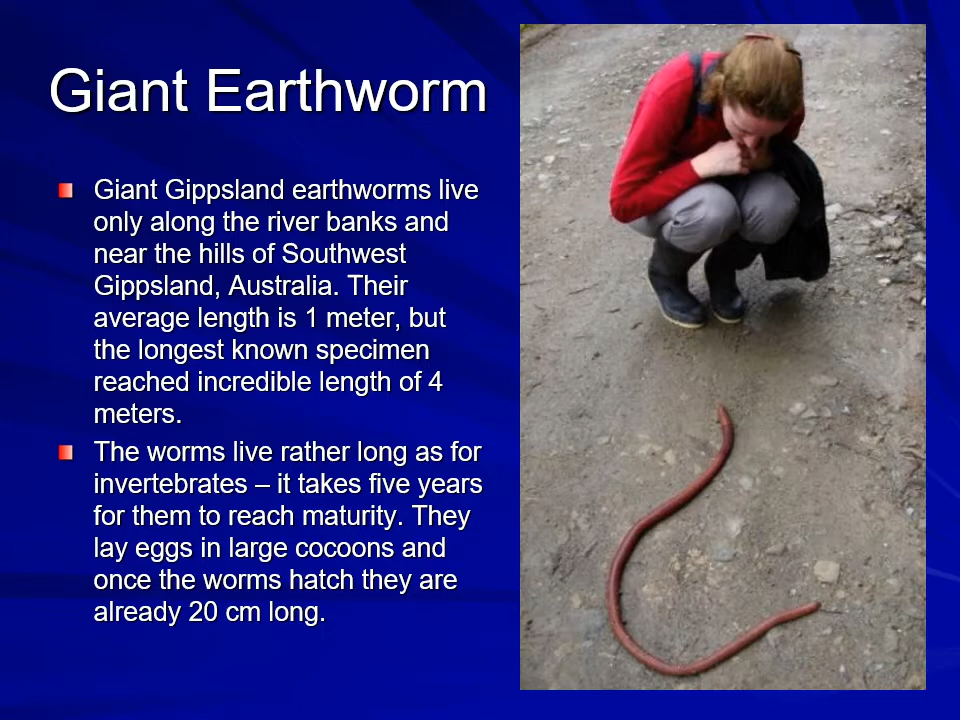 Giant Earthworm
Giant Gippsland earthworms live
only along the river banks and
near the hills of Southwest
Gippsland, Australia. Their
average length is 1 meter, but
the longest known specimen
reached incredible length of 4
meters.
The worms live rather long as for
invertebrates – it takes five years
for them to reach maturity. They
lay eggs in large cocoons and
once the worms hatch they are
already 20 cm long.